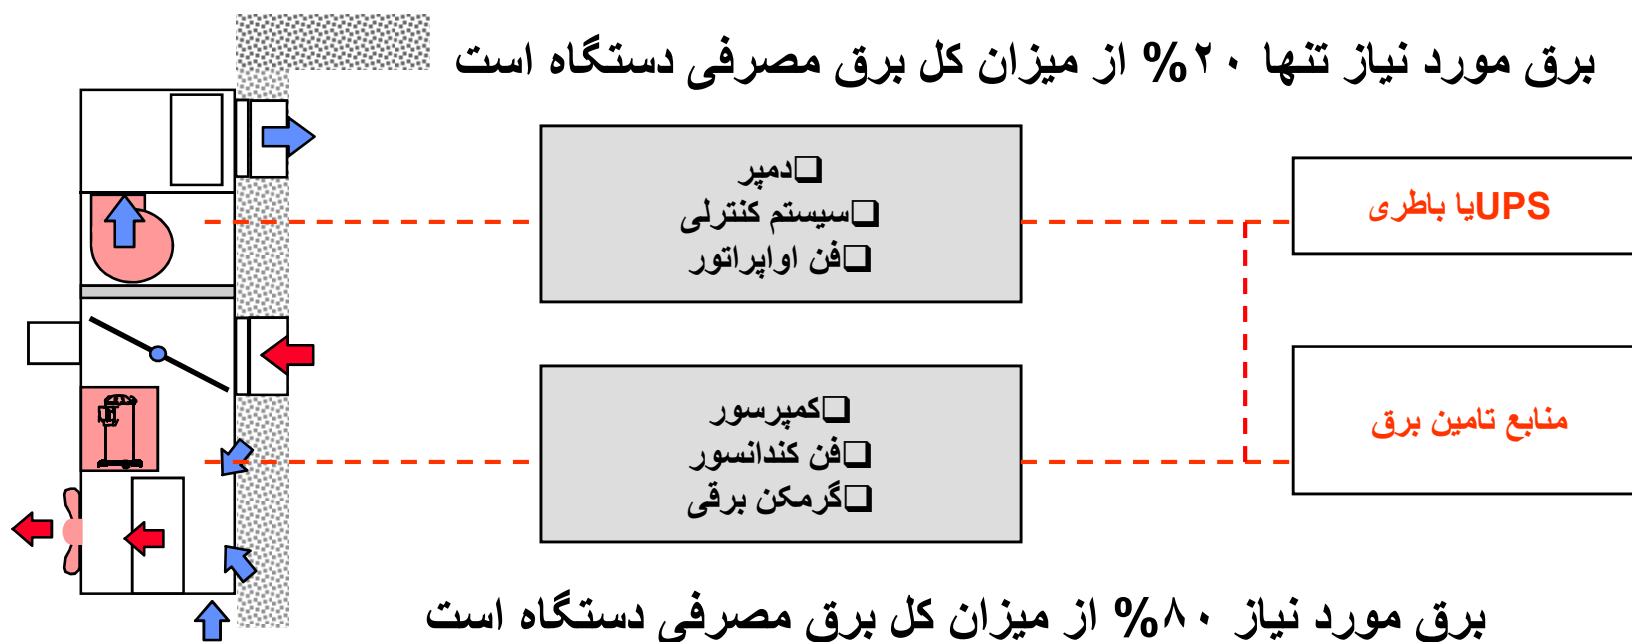 برق مورد نیاز تنها ۲۰% از میزان کل برق مصرفی دستگاه است
❑دمپر
❑سیستم کنترلی
❑فن اواپراتور
UPSیا باطری
❑کمپرسور
❑فن کندانسور
❑گرمکن برقی
منابع تامین برق
برق مورد نیاز ۸۰% از میزان کل برق مصرفی دستگاه است